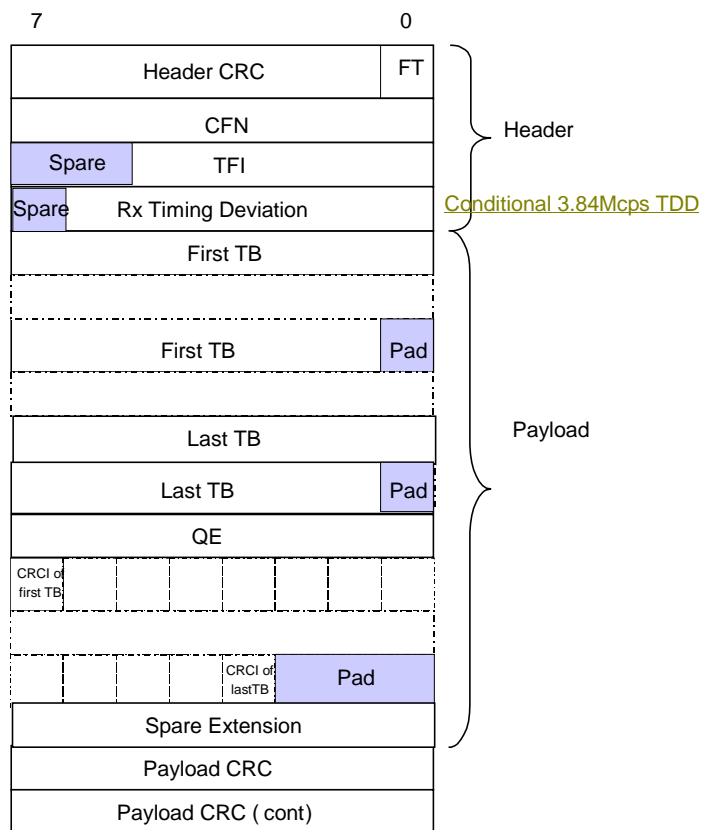 7 0
Header CRC FT
CFN
Header
Spare TFI
Spare Rx Timing Deviation Conditional 3.84Mcps TDD
First TB
First TB Pad
Payload
Last TB
Last TB Pad
QE
CRCI of
first TB
CRCI of
lastTB
Pad
Spare Extension
Payload CRC
Payload CRC ( cont)